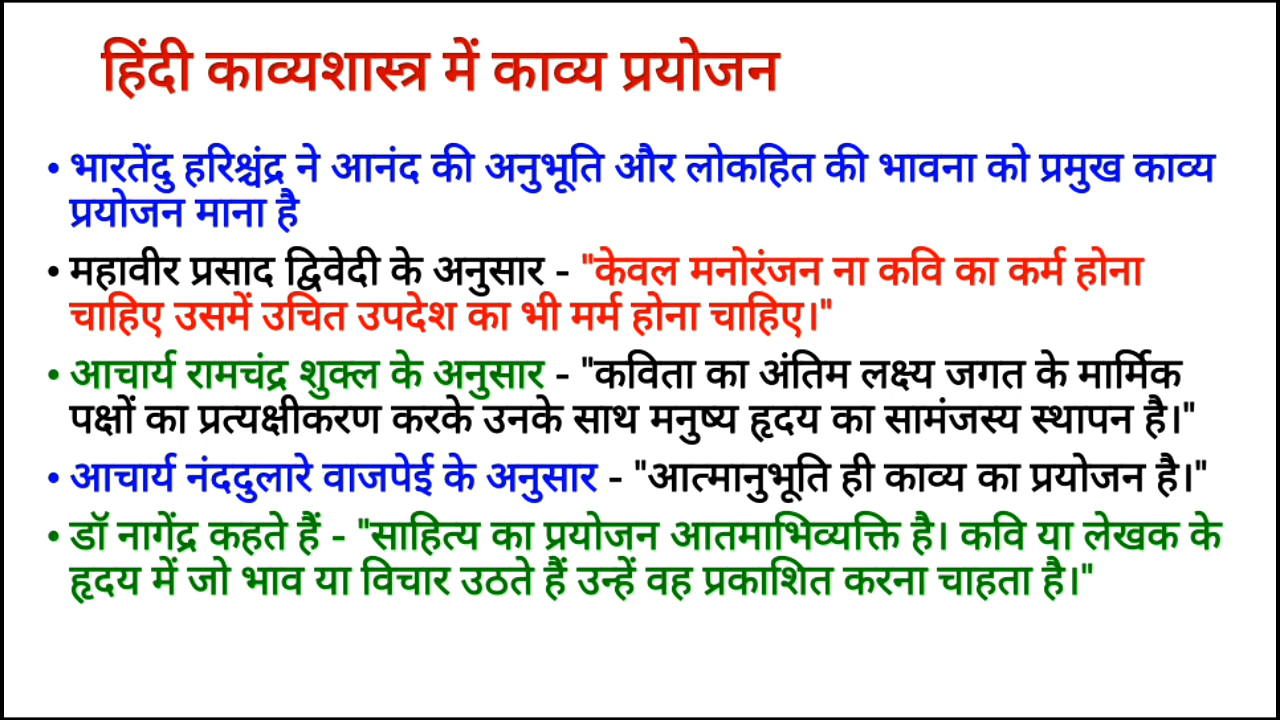 हिंदी काव्यशास्त्र में काव्य प्रयोजन
• भारतेंदु हरिश्चंद्र ने आनंद की अनुभूति और लोकहित की भावना को प्रमुख काव्य
प्रयोजन माना है
• महावीर प्रसाद द्विवेदी के अनुसार - "केवल मनोरंजन ना कवि का कर्म होना
चाहिए उसमें उचित उपदेश का भी मर्म होना चाहिए।"
• आचार्य रामचंद्र शुक्ल के अनुसार - "कविता का अंतिम लक्ष्य जगत के मार्मिक
पक्षों का प्रत्यक्षीकरण करके उनके साथ मनुष्य हृदय का सामंजस्य स्थापन है।"
• आचार्य नंददुलारे वाजपेई के अनुसार - "आत्मानुभूति ही काव्य का प्रयोजन है।"
• डॉ नागेंद्र कहते हैं - "साहित्य का प्रयोजन आतमाभिव्यक्ति है। कवि या लेखक के
हृदय में जो भाव या विचार उठते हैं उन्हें वह प्रकाशित करना चाहता है।"